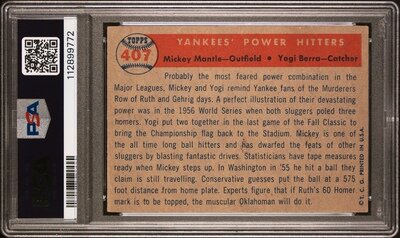 TOPPS
407
YANKEES' POWER HITTERS
Mickey Mantle—Outfield • Yogi Berra—Catcher
Probably the most feared power combination in the
Major Leagues, Mickey and Yogi remind Yankee fans of the Murderers
Row of Ruth and Gehrig days. A perfect illustration of their devastating
power was in the 1956 World Series when both sluggers poled three
homers. Yogi put two together in the last game of the Fall Classic to
bring the Championship flag back to the Stadium. Mickey is one of
the all time long ball hitters and has dwarfed the feats of other
sluggers by blasting fantastic drives. Statisticians have tape measures
ready when Mickey steps up. In Washington in '55 he hit a ball they
claim is still travelling. Conservative guesses put the ball at a 575
foot distance from home plate. Experts figure that if Ruth's 60 Homer
mark is to be topped, the muscular Oklahoman will do it.
© T. C. G. PRINTED IN U.S.A.
PSA
112899772